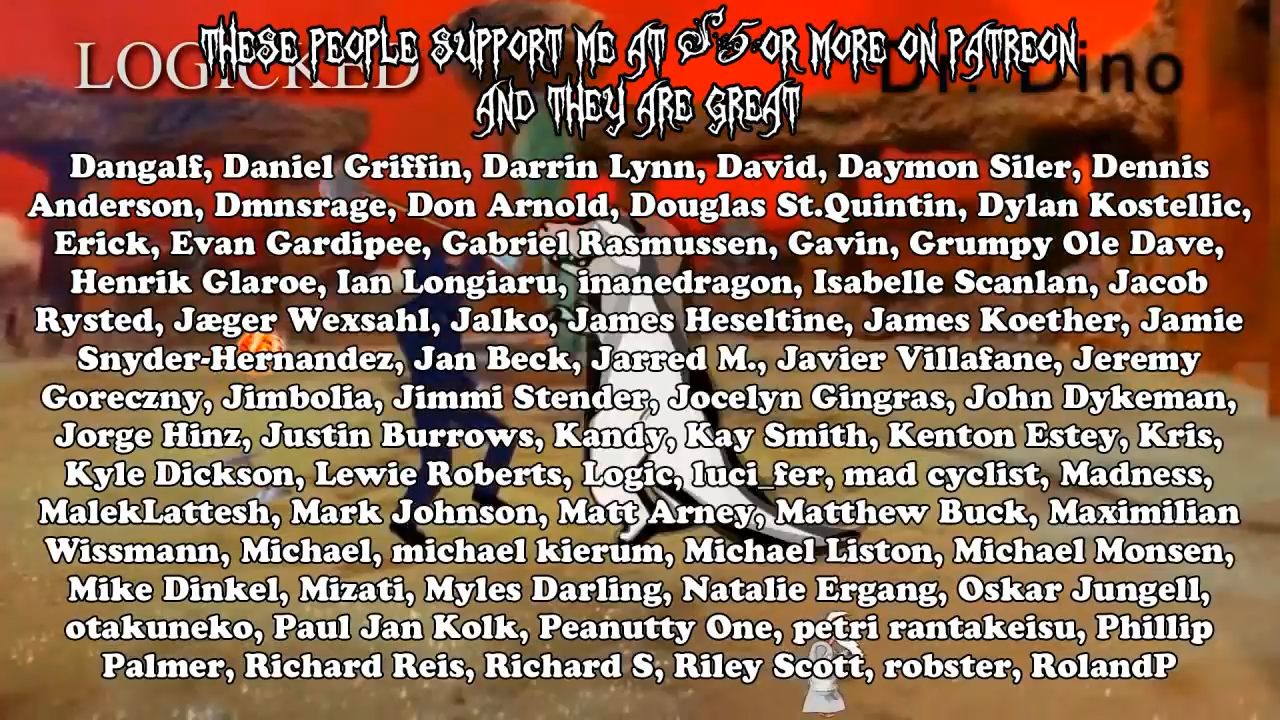 THESE PEOPLE SUPPORT ME AT $5 OR MORE ON PATREON
LOGICKED
Dr. Dino
AND THEY ARE GREAT
Dangalf, Daniel Griffin, Darrin Lynn, David, Daymon Siler, Dennis
Anderson, Dmnsrage, Don Arnold, Douglas St.Quintin, Dylan Kostellic,
Erick, Evan Gardipee, Gabriel Rasmussen, Gavin, Grumpy Ole Dave,
Henrik Glaroe, Ian Longiaru, inanedragon, Isabelle Scanlan, Jacob
Rysted, Jæger Wexsahl, Jalko, James Heseltine, James Koether, Jamie
Snyder-Hernandez, Jan Beck, Jarred M., Javier Villafane, Jeremy
Goreczny, Jimbolia, Jimmi Stender, Jocelyn Gingras, John Dykeman,
Jorge Hinz, Justin Burrows, Kandy, Kay Smith, Kenton Estey, Kris,
Kyle Dickson, Lewie Roberts, Logic, luci_fer, mad cyclist, Madness,
MalekLattesh, Mark Johnson, Matt Arney, Matthew Buck, Maximilian
Wissmann, Michael, michael kierum, Michael Liston, Michael Monsen,
Mike Dinkel, Mizati, Myles Darling, Natalie Ergang, Oskar Jungell,
otakuneko, Paul Jan Kolk, Peanutty One, petri rantakeisu, Phillip
Palmer, Richard Reis, Richard S, Riley Scott, robster, RolandP